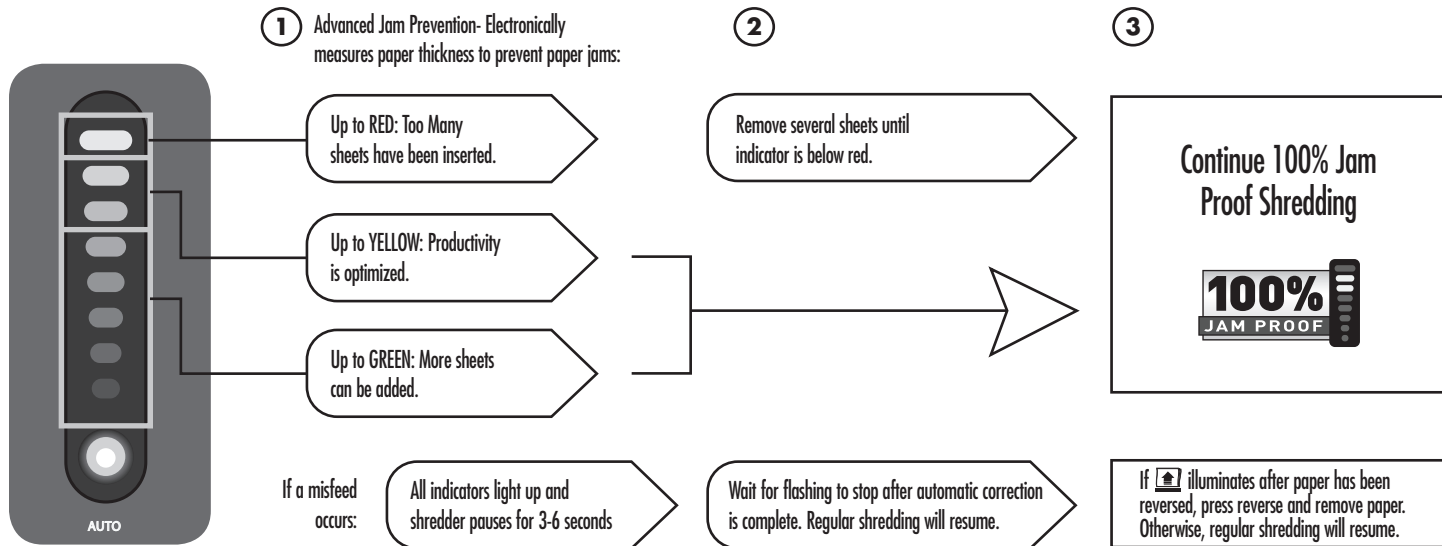 1 Advanced Jam Prevention- Electronically
measures paper thickness to prevent paper jams:
2
3
Up to RED: Too Many
sheets have been inserted.
Remove several sheets until
indicator is below red.
Continue 100% Jam
Proof Shredding
100%
JAM PROOF
Up to YELLOW: Productivity
is optimized.
Up to GREEN: More sheets
can be added.
AUTO
If a misfeed
occurs:
All indicators light up and
shredder pauses for 3-6 seconds
Wait for flashing to stop after automatic correction
is complete. Regular shredding will resume.
If illuminates after paper has been
reversed, press reverse and remove paper.
Otherwise, regular shredding will resume.